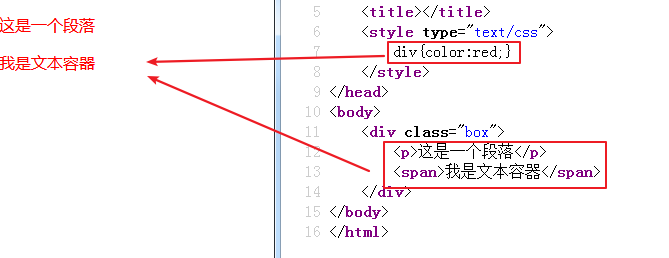 这是一个段落
我是文本容器
5 <title></title>
6 <style type="text/css">
7 div{color:red;}
8 </style>
9 </head>
10 <body>
11 <div class="box">
12 <p>这是一个段落</p>
13 <span>我是文本容器</span>
14 </div>
15 </body>
16 </html>